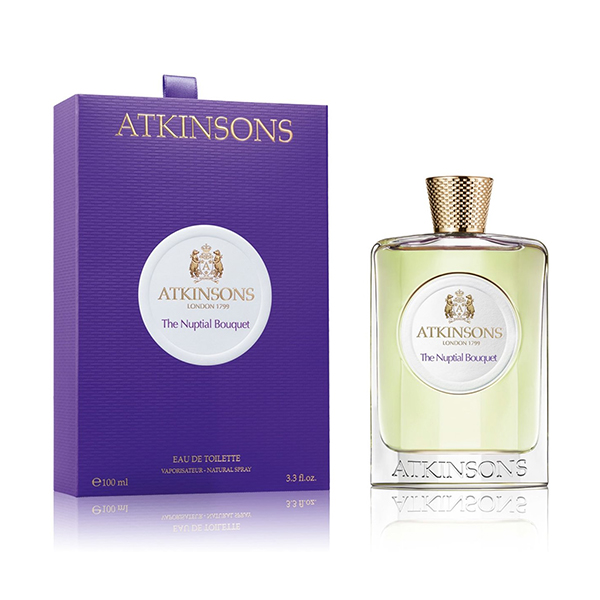 ATKINSONS
ATKINSONS
LONDON 1799
The Nuptial Bouquet
EAU DE TOILETTE
VAPORISATEUR - NATURAL SPRAY
℮100 ml
3.3 fl.oz.
ATKINSONS
LONDON 1799
The Nuptial Bouquet
ATKINSONS